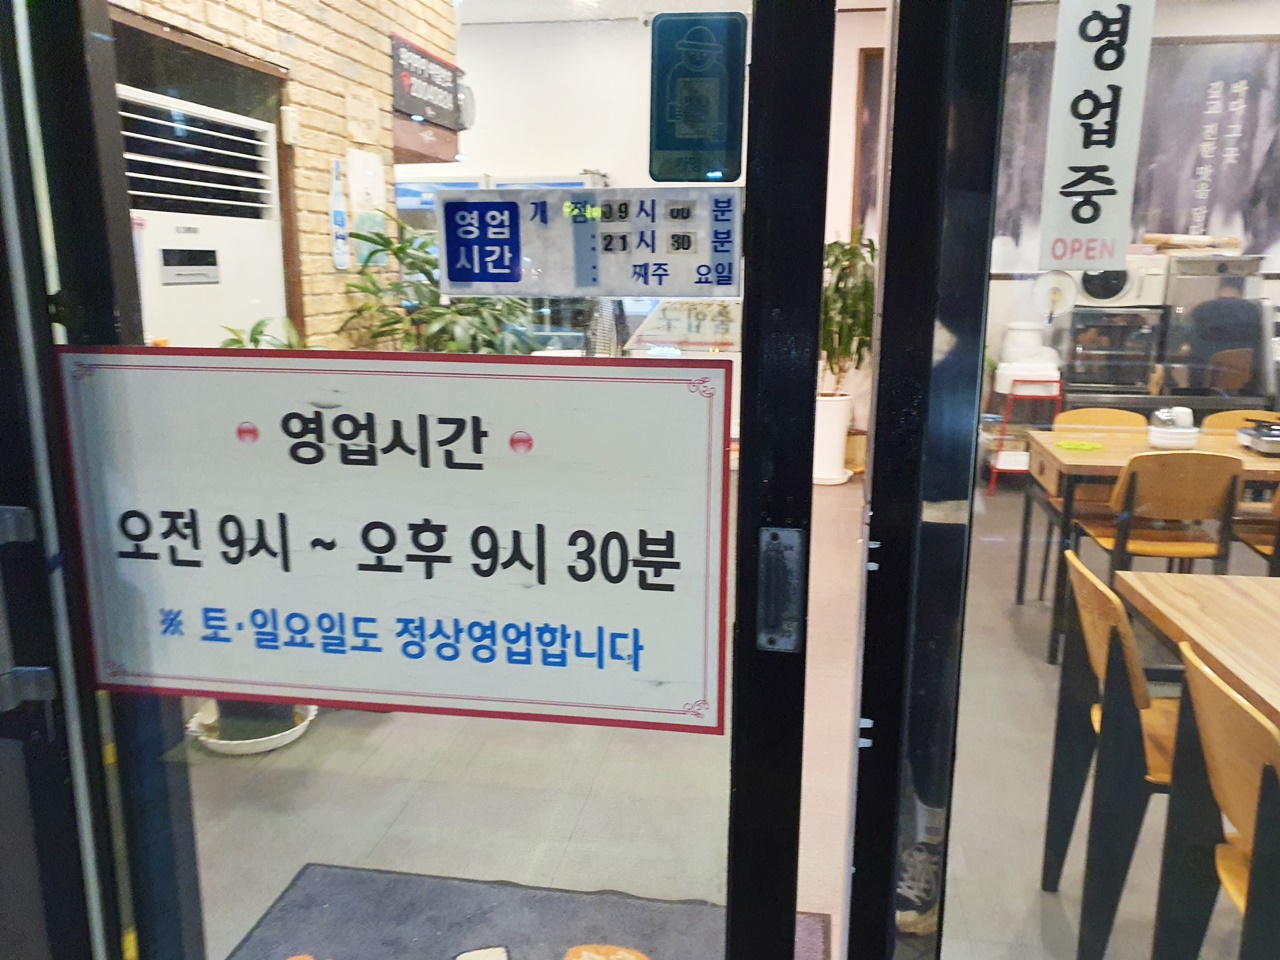 영업
시간
개 점 09 시 00 분
: 21 시 30 분
: 째주 요일
영업시간
오전 9시 ~ 오후 9시 30분
※ 토·일요일도 정상영업합니다
영업중
OPEN